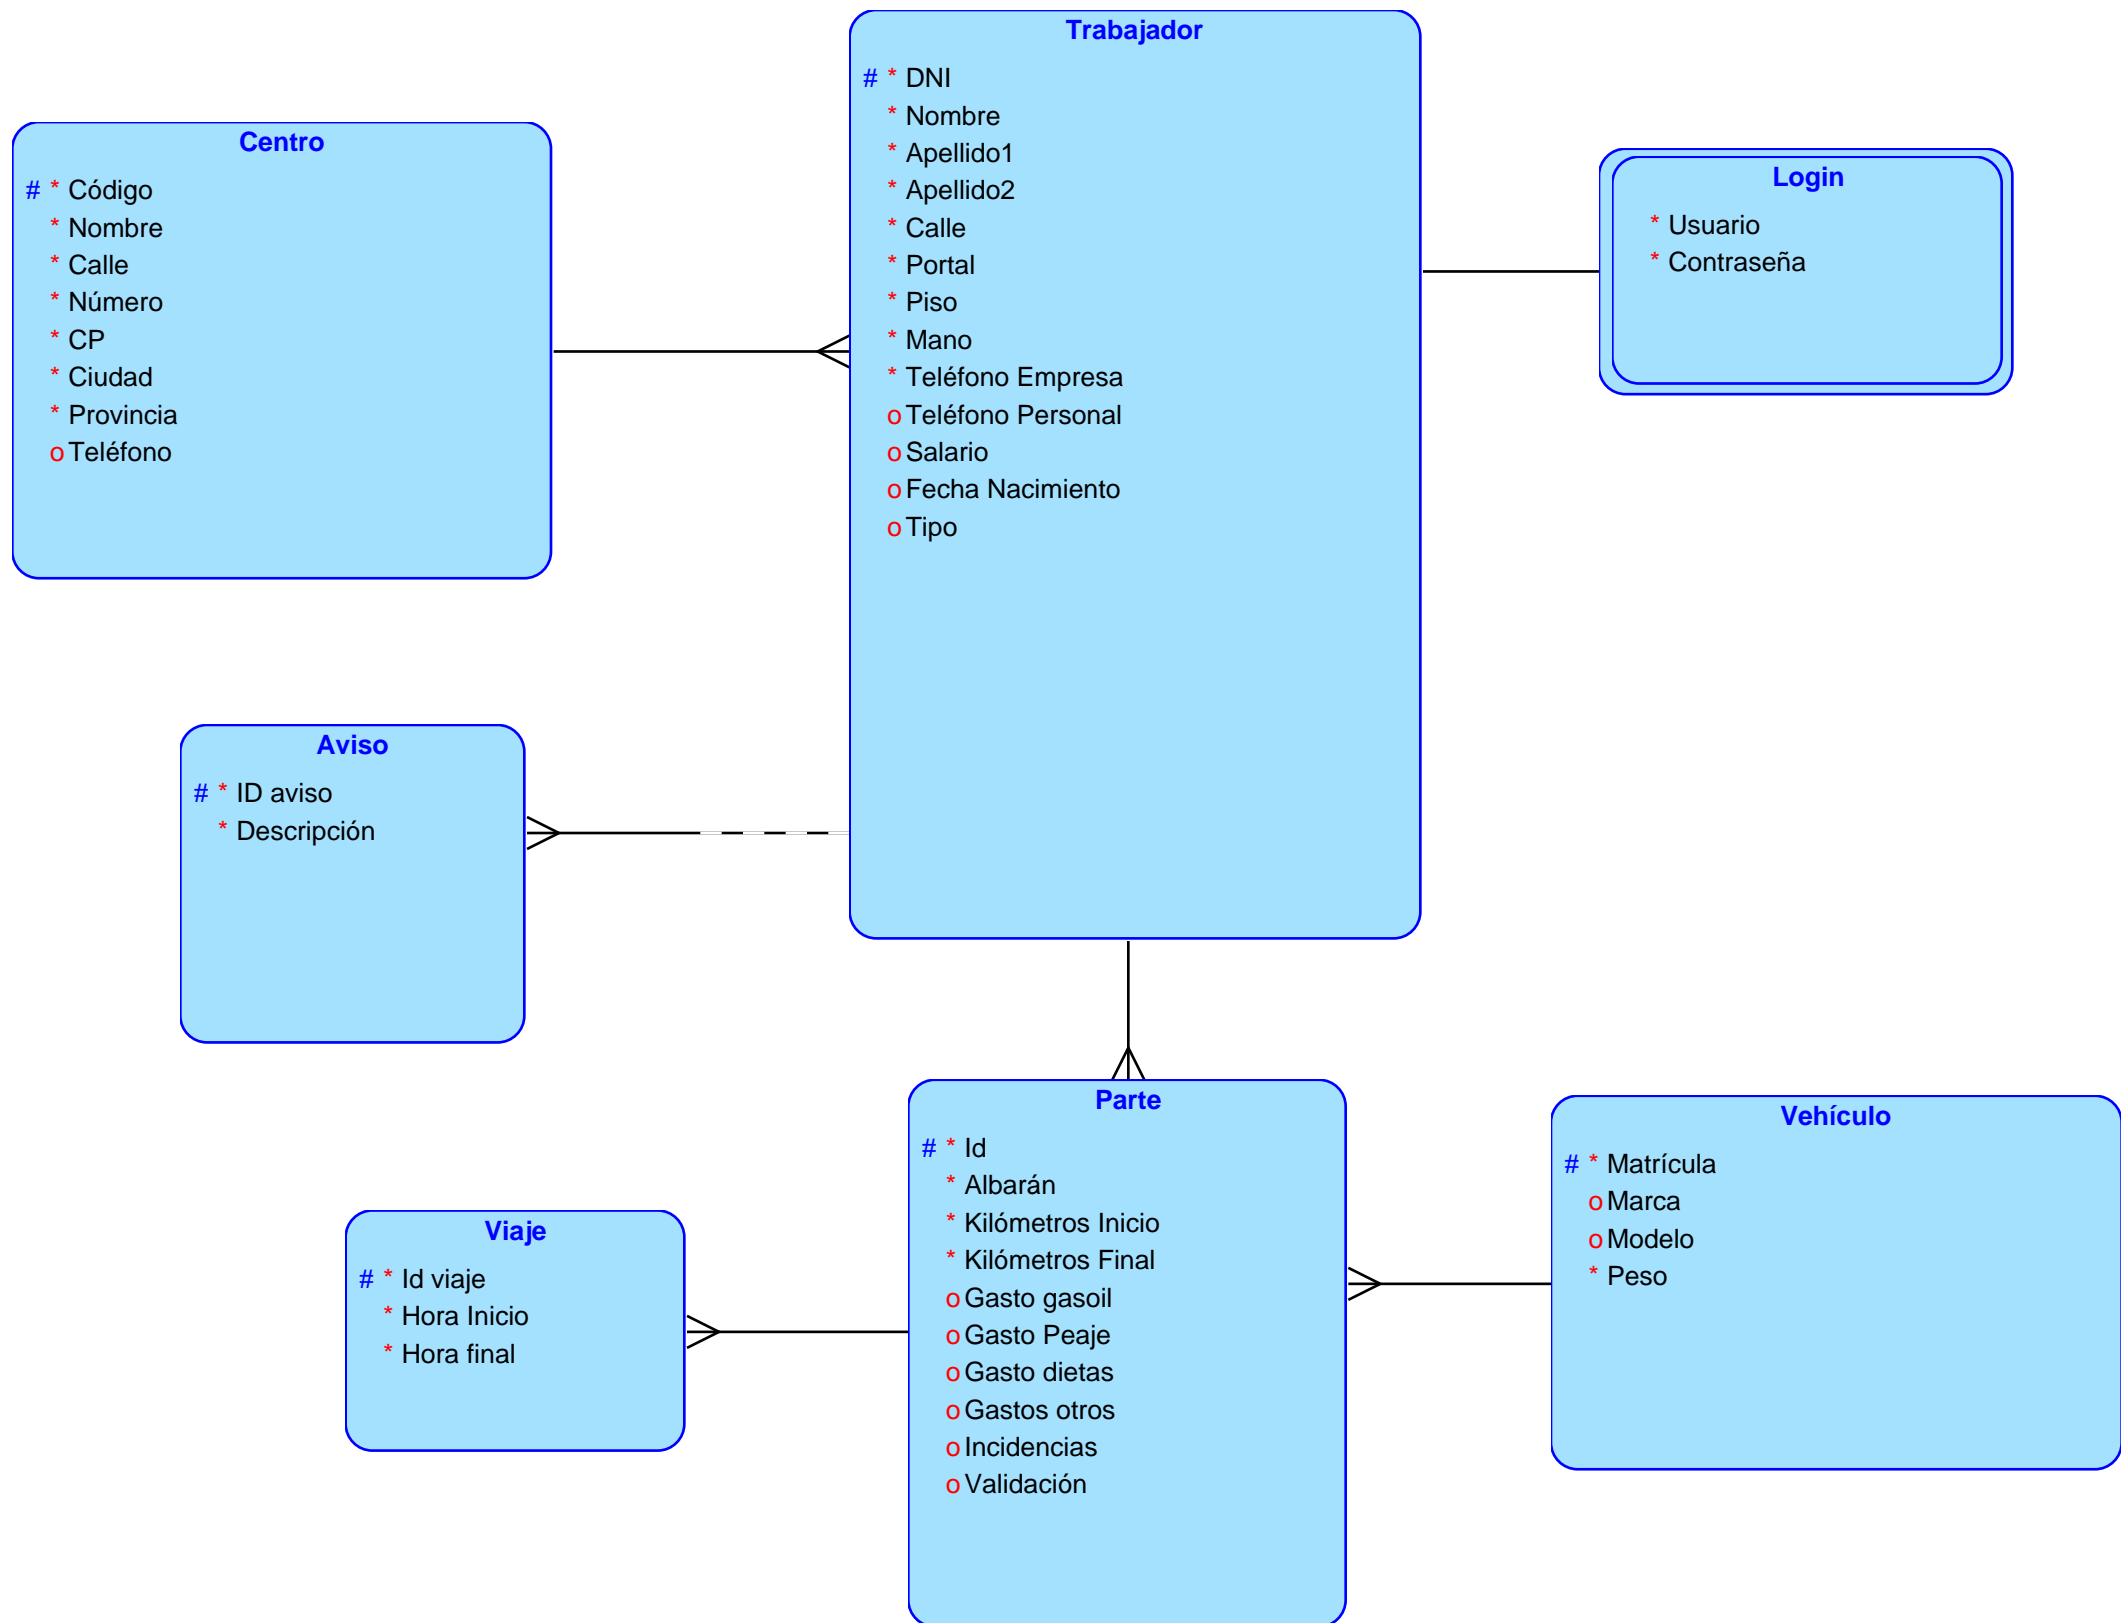 Trabajador
# * DNI
* Nombre
* Apellido1
* Apellido2
* Calle
* Portal
* Piso
* Mano
* Teléfono Empresa
o Teléfono Personal
o Salario
o Fecha Nacimiento
o Tipo
Centro
# * Código
* Nombre
* Calle
* Número
* CP
* Ciudad
* Provincia
o Teléfono
Login
* Usuario
* Contraseña
Aviso
# * ID aviso
* Descripción
Parte
# * Id
* Albarán
* Kilómetros Inicio
* Kilómetros Final
o Gasto gasoil
o Gasto Peaje
o Gasto dietas
o Gastos otros
o Incidencias
o Validación
Vehículo
# * Matrícula
o Marca
o Modelo
* Peso
Viaje
# * Id viaje
* Hora Inicio
* Hora final